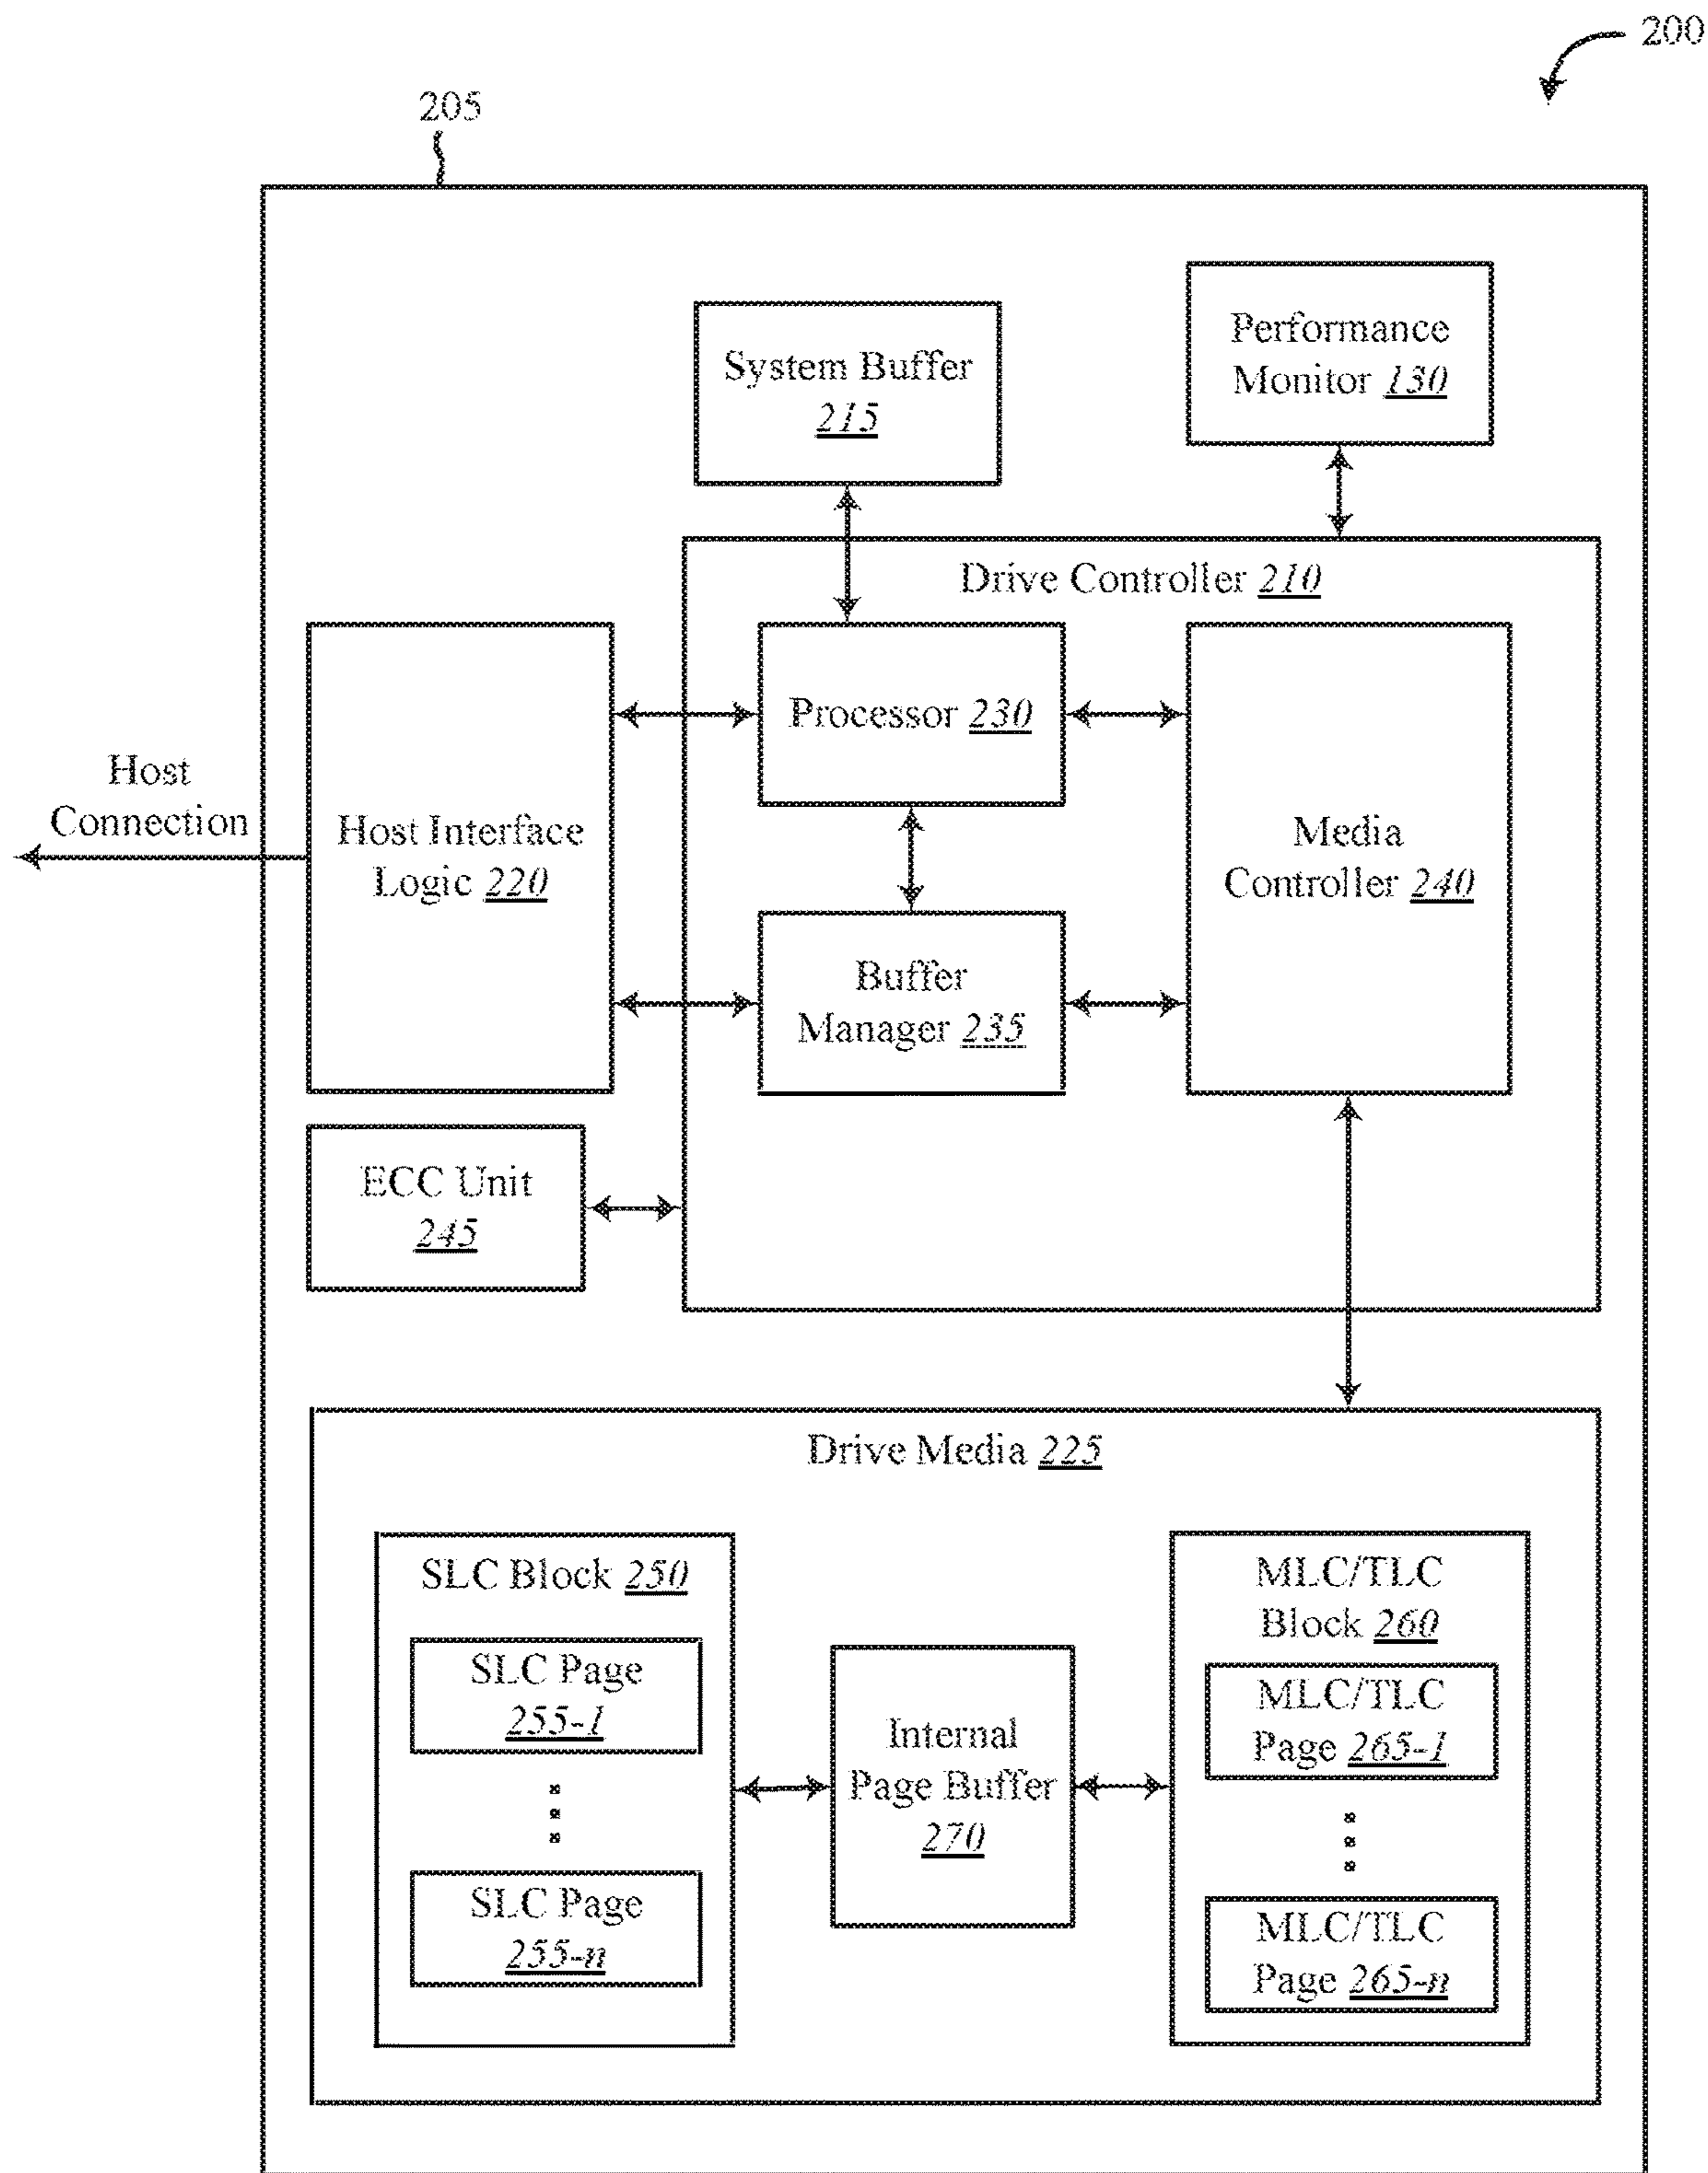 200
205
Performance
Monitor 130
System Buffer
215
Drive Controller 210
Processor 230
Host
Connection
Host Interface
Logic 220
Media
Controller 240
Buffer
Manager 235
ECC Unit
245
Drive Media 225
SLC Block 250
SLC Page
255-1
SLC Page
255-n
Internal
Page Buffer
270
MLC/TLC
Block 260
MLC/TLC
Page 265-1
MLC/TLC
Page 265-n